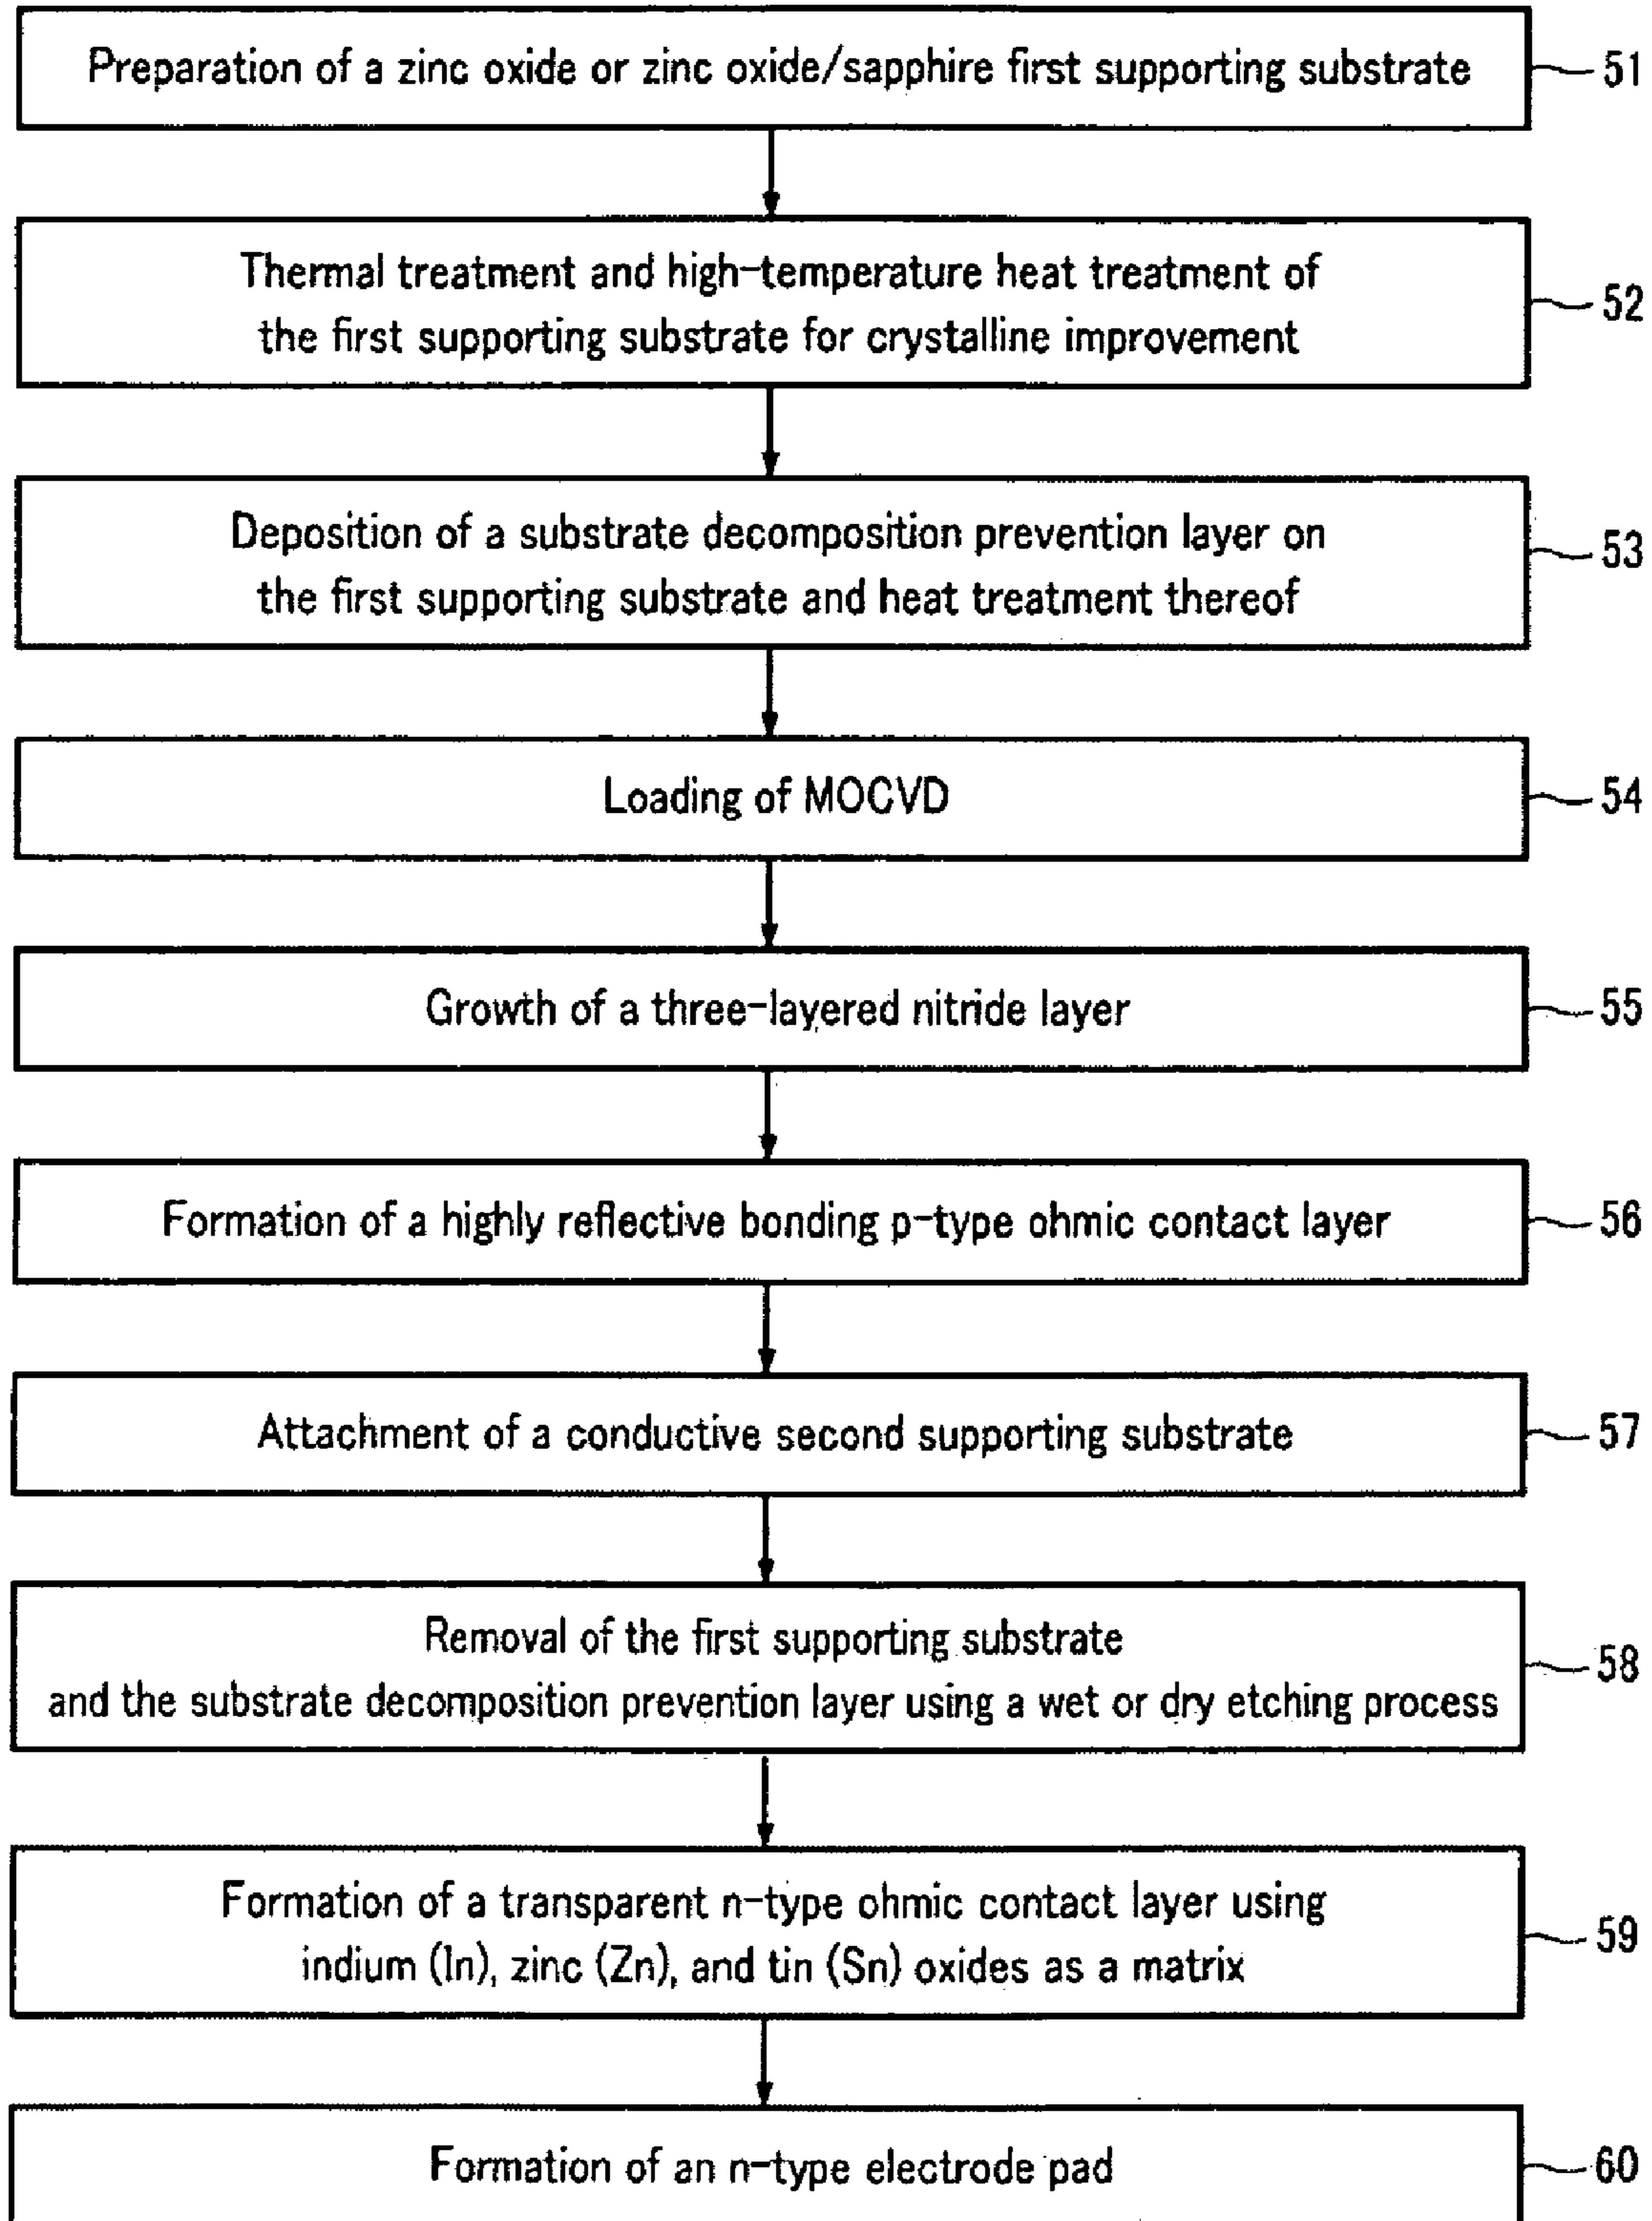 Preparation of a zinc oxide or zinc oxide/sapphire first supporting substrate
51
Thermal treatment and high-temperature heat treatment of
the first supporting substrate for crystalline improvement
52
Deposition of a substrate decomposition prevention layer on
the first supporting substrate and heat treatment thereof
53
Loading of MOCVD
54
Growth of a three-layered nitride layer
55
Formation of a highly reflective bonding p-type ohmic contact layer
56
Attachment of a conductive second supporting substrate
57
Removal of the first supporting substrate
and the substrate decomposition prevention layer using a wet or dry etching process
58
Formation of a transparent n-type ohmic contact layer using
indium (In), zinc (Zn), and tin (Sn) oxides as a matrix
59
Formation of an n-type electrode pad
60